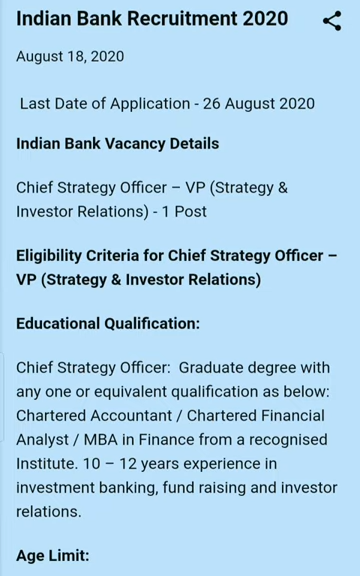 Indian Bank Recruitment 2020
August 18, 2020
Last Date of Application - 26 August 2020
Indian Bank Vacancy Details
Chief Strategy Officer – VP (Strategy &
Investor Relations) - 1 Post
Eligibility Criteria for Chief Strategy Officer –
VP (Strategy & Investor Relations)
Educational Qualification:
Chief Strategy Officer:  Graduate degree with
any one or equivalent qualification as below:
Chartered Accountant / Chartered Financial
Analyst / MBA in Finance from a recognised
Institute. 10 – 12 years experience in
investment banking, fund raising and investor
relations.
Age Limit: